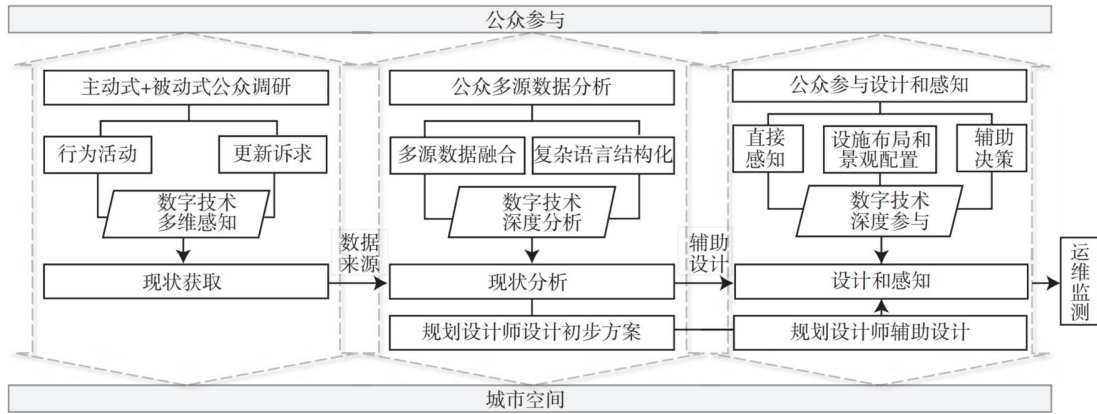 公众参与
主动式+被动式公众调研
行为活动
更新诉求
数字技术
多维感知
现状获取
数据
来源
公众多源数据分析
多源数据融合
复杂语言结构化
数字技术
深度分析
现状分析
规划设计师设计初步方案
辅助
设计
公众参与设计和感知
直接
感知
设施布局和
景观配置
辅助
决策
数字技术
深度参与
设计和感知
规划设计师辅助设计
运维监测
城市空间